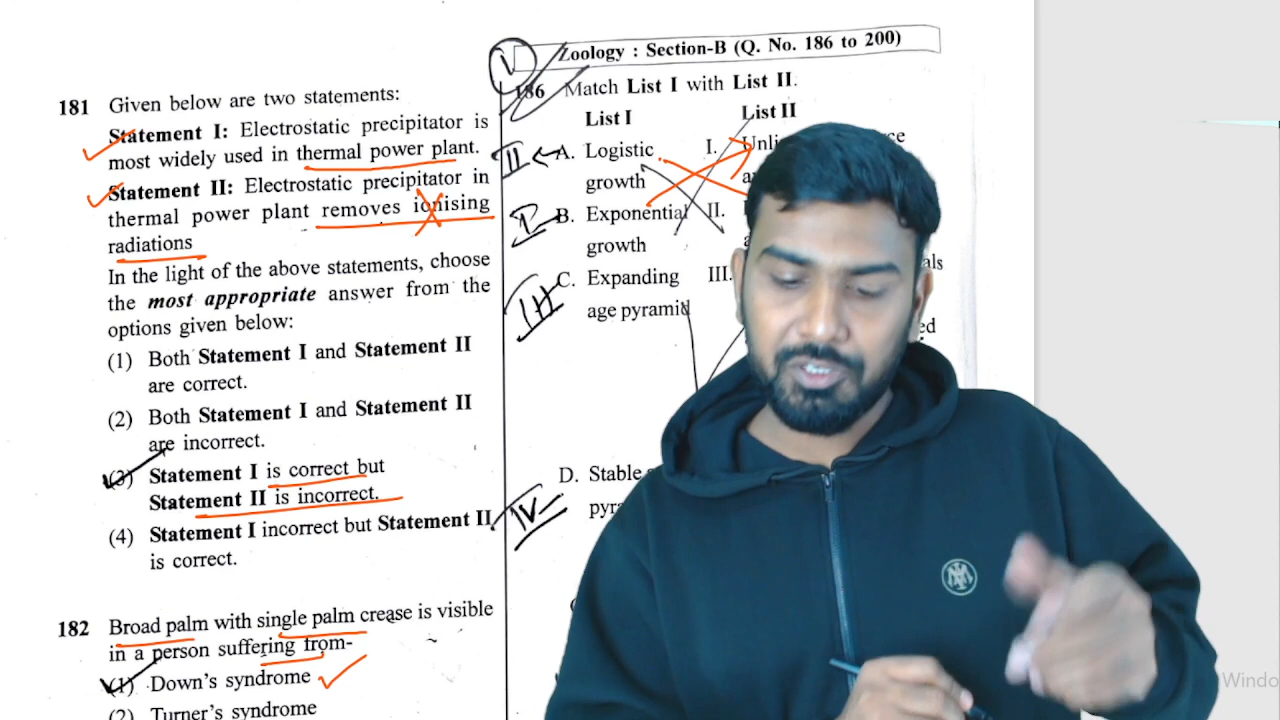 181 Given below are two statements:
Statement I: Electrostatic precipitator is
most widely used in thermal power plant.
Statement II: Electrostatic precipitator in
thermal power plant removes ionising
radiations
In the light of the above statements, choose
the most appropriate answer from the
options given below:
(1) Both Statement I and Statement II
are correct.
(2) Both Statement I and Statement II
are incorrect.
(3) Statement I is correct but
Statement II is incorrect.
(4) Statement I incorrect but Statement II
is correct.
182 Broad palm with single palm crease is visible
in a person suffering from-
(1) Down's syndrome
(2) Turner's syndrome
Zoology : Section-B (Q. No. 186 to 200)
186 Match List I with List II.
List I List II
II A. Logistic I.
growth
I B. Exponential II.
growth
III C. Expanding III.
age pyramid
D. Stable
IV
Windo